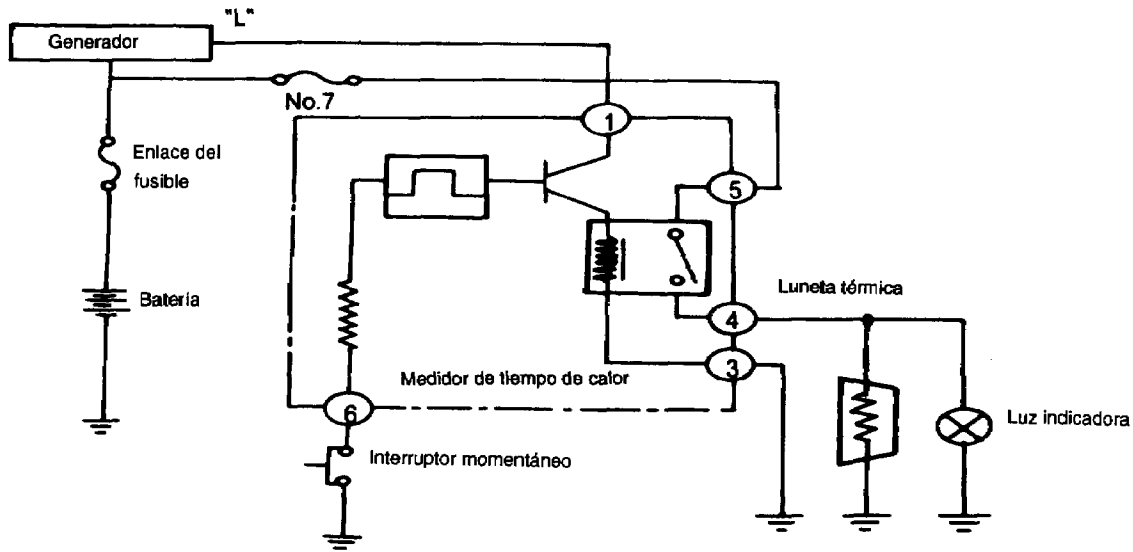 "L"
Generador
No.7
1
Enlace del
fusible
5
Batería
Luneta térmica
4
3
Medidor de tiempo de calor
6
Luz indicadora
Interruptor momentáneo